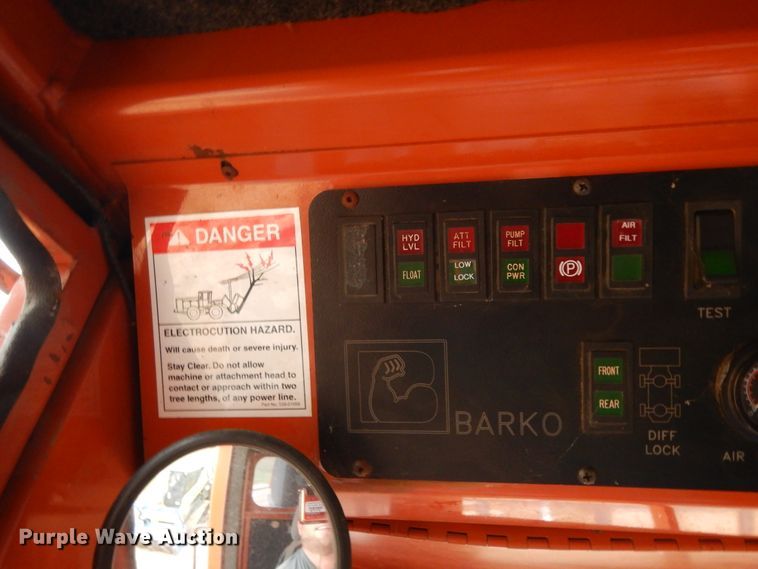 DANGER
ELECTROCUTION HAZARD.
Will cause death or severe injury.
Stay Clear. Do not allow
machine or attachment head to
contact or approach within two
tree lengths, of any power line.
HYD
LVL
FLOAT
ATT
FILT
LOW
LOCK
PUMP
FILT
CON
PWR
(P)
AIR
FILT
TEST
BARKO
FRONT
REAR
DIFF
LOCK
AIR
Purple Wave Auction